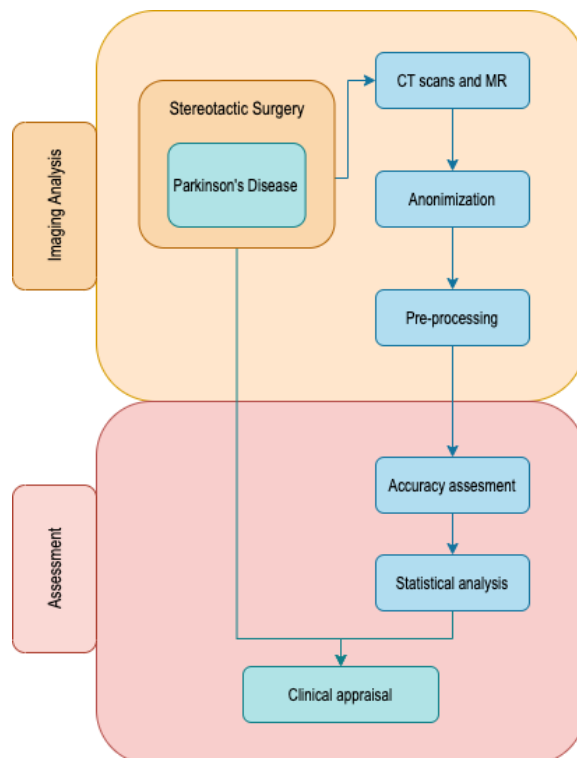 Imaging Analysis
Stereotactic Surgery
Parkinson's Disease
CT scans and MR
Anonimization
Pre-processing
Assessment
Accuracy assesment
Statistical analysis
Clinical appraisal